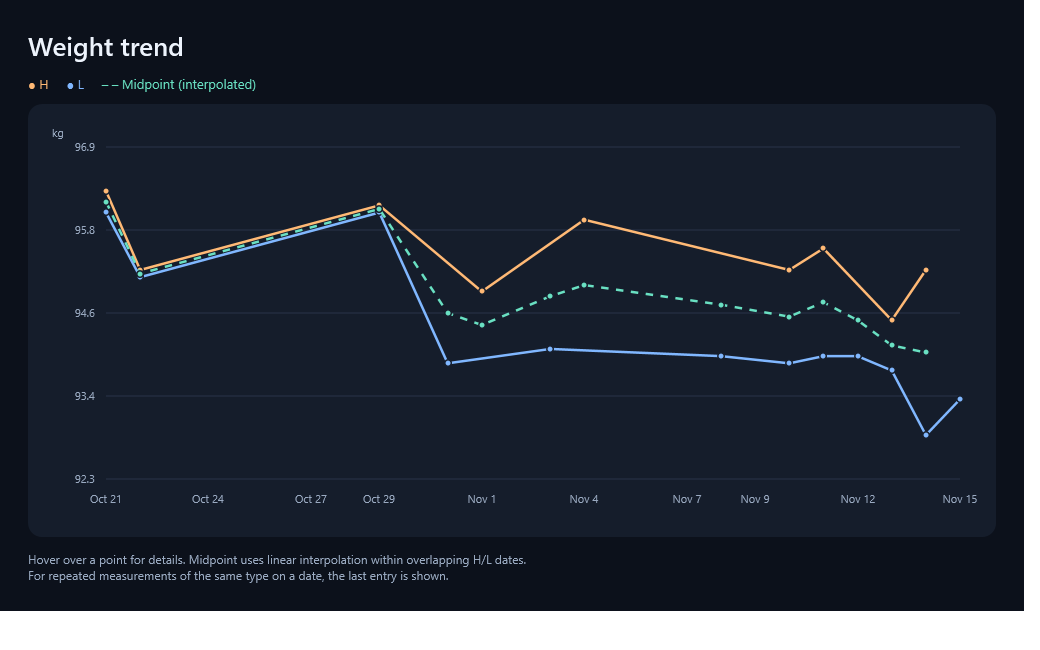 Weight trend
● H ● L −− Midpoint (interpolated)
kg
96.9
95.8
94.6
93.4
92.3
Oct 21 Oct 24 Oct 27 Oct 29 Nov 1 Nov 4 Nov 7 Nov 9 Nov 12 Nov 15
Hover over a point for details. Midpoint uses linear interpolation within overlapping H/L dates.
For repeated measurements of the same type on a date, the last entry is shown.